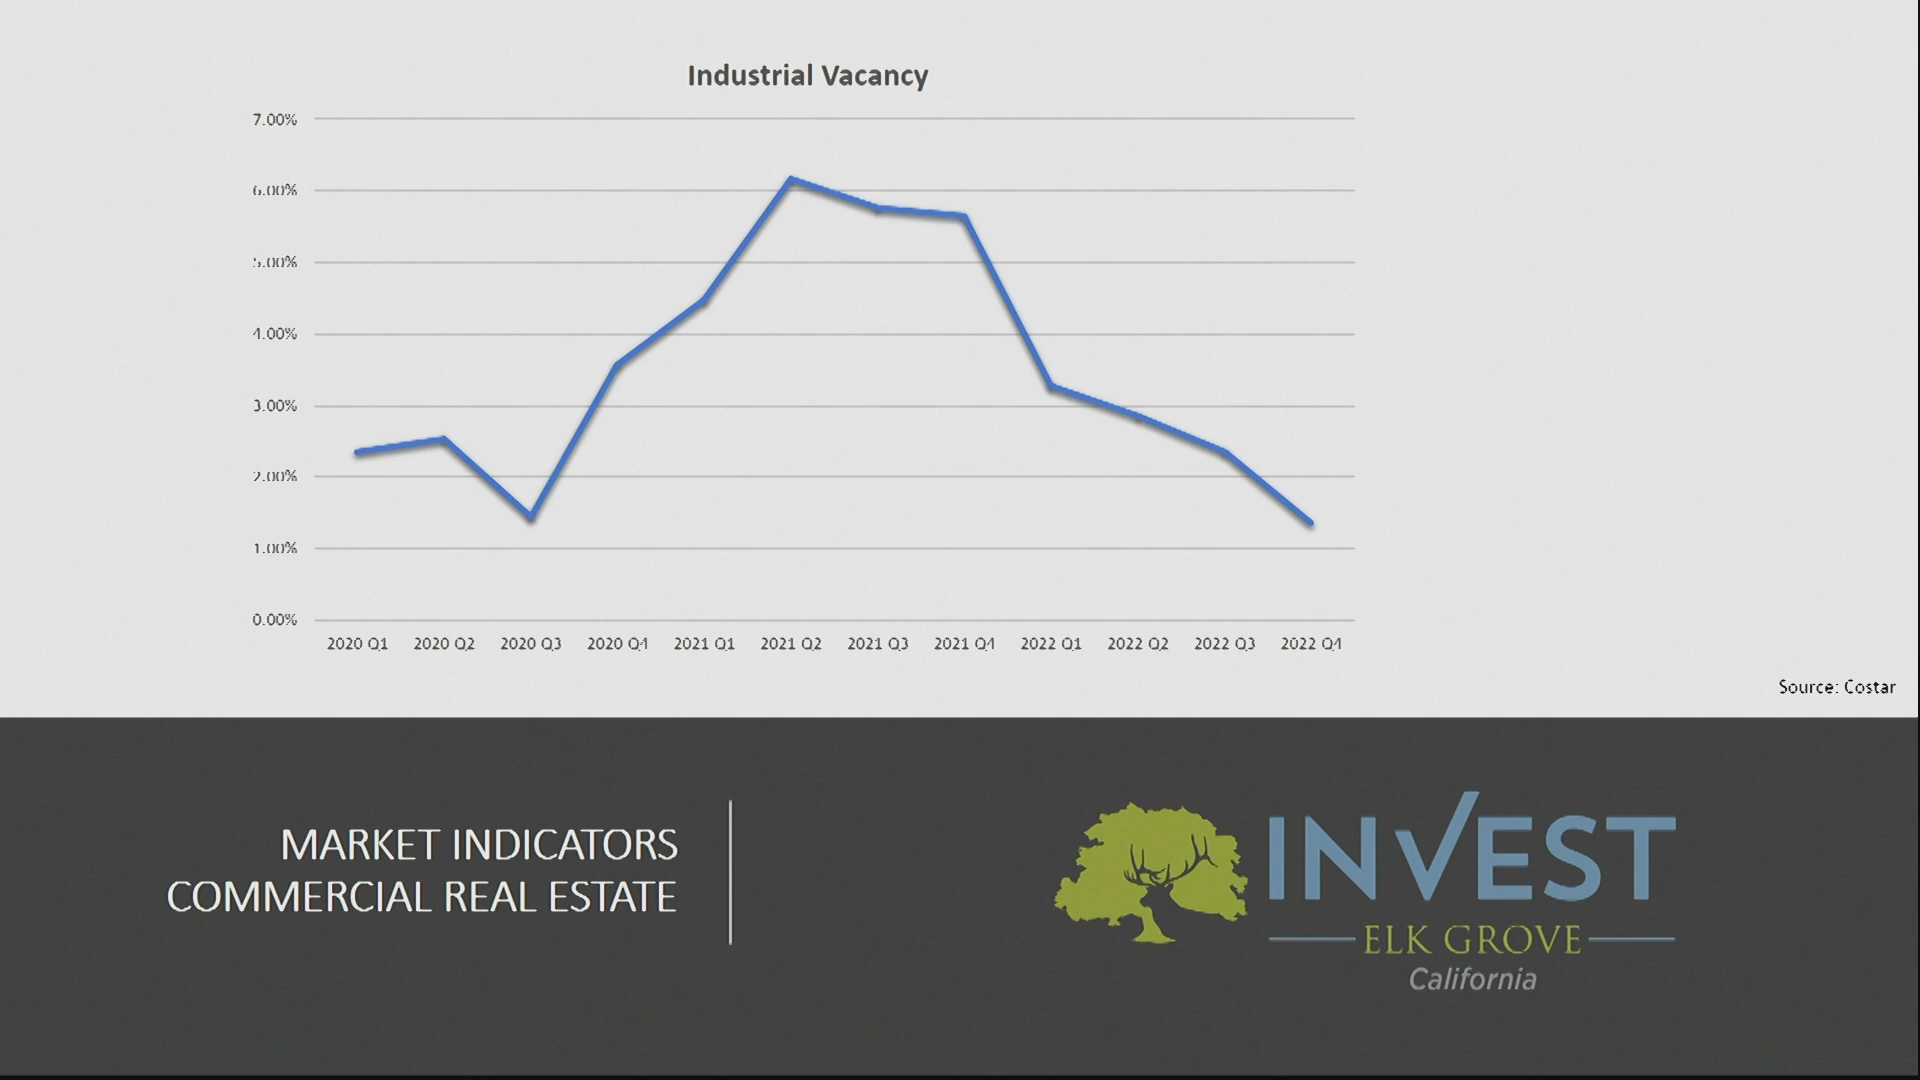 Industrial Vacancy
7.00%
6.00%
5.00%
4.00%
3.00%
2.00%
1.00%
0.00%
2020 Q1 2020 Q2 2020 Q3 2020 Q4 2021 Q1 2021 Q2 2021 Q3 2021 Q4 2022 Q1 2022 Q2 2022 Q3 2022 Q4
Source: Costar
MARKET INDICATORS
COMMERCIAL REAL ESTATE
INVEST
ELK GROVE
California